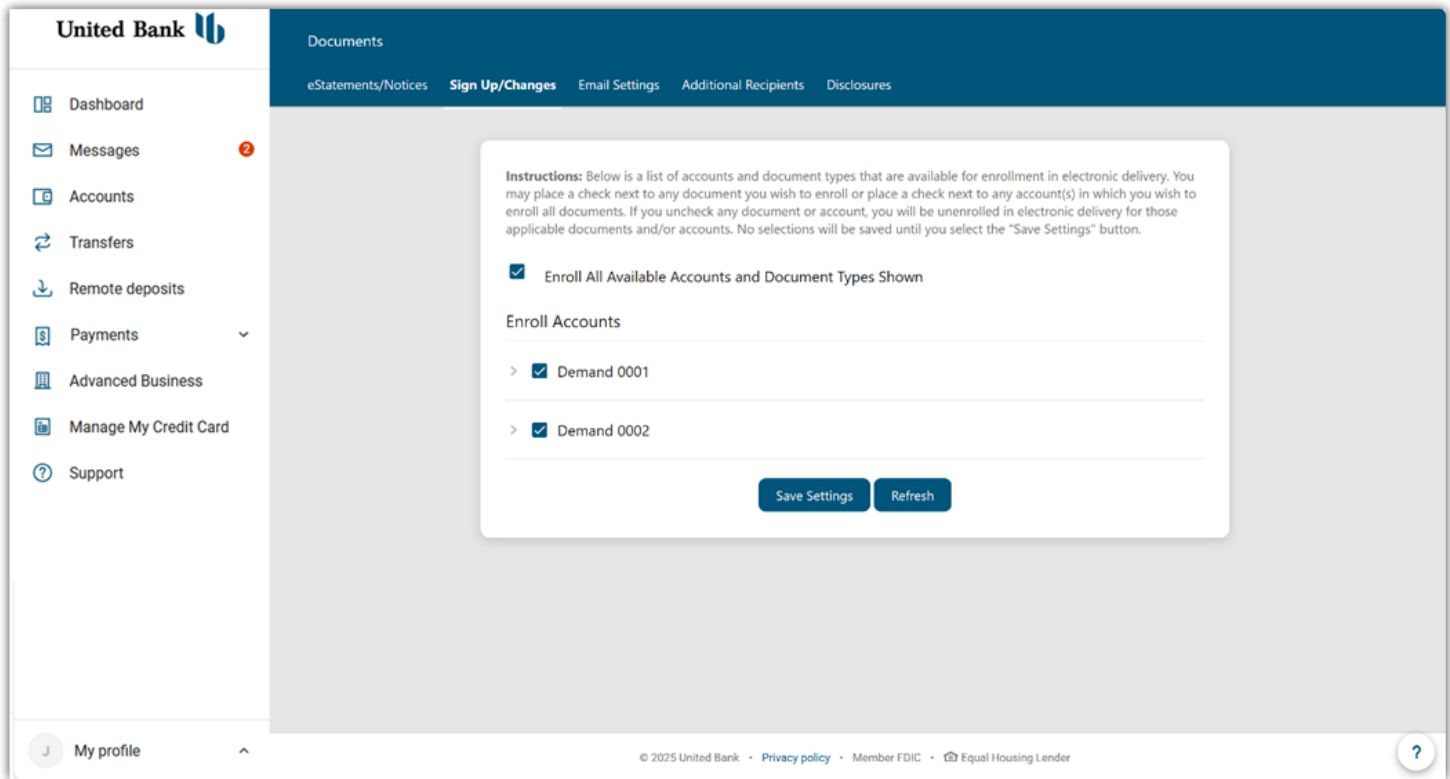 United Bank
Dashboard
Messages 2
Accounts
Transfers
Remote deposits
Payments
Advanced Business
Manage My Credit Card
Support
J My profile
Documents
eStatements/Notices Sign Up/Changes Email Settings Additional Recipients Disclosures
Instructions: Below is a list of accounts and document types that are available for enrollment in electronic delivery. You
may place a check next to any document you wish to enroll or place a check next to any account(s) in which you wish to
enroll all documents. If you uncheck any document or account, you will be unenrolled in electronic delivery for those
applicable documents and/or accounts. No selections will be saved until you select the "Save Settings" button.
Enroll All Available Accounts and Document Types Shown
Enroll Accounts
Demand 0001
Demand 0002
Save Settings Refresh
© 2025 United Bank • Privacy policy • Member FDIC • Equal Housing Lender
?